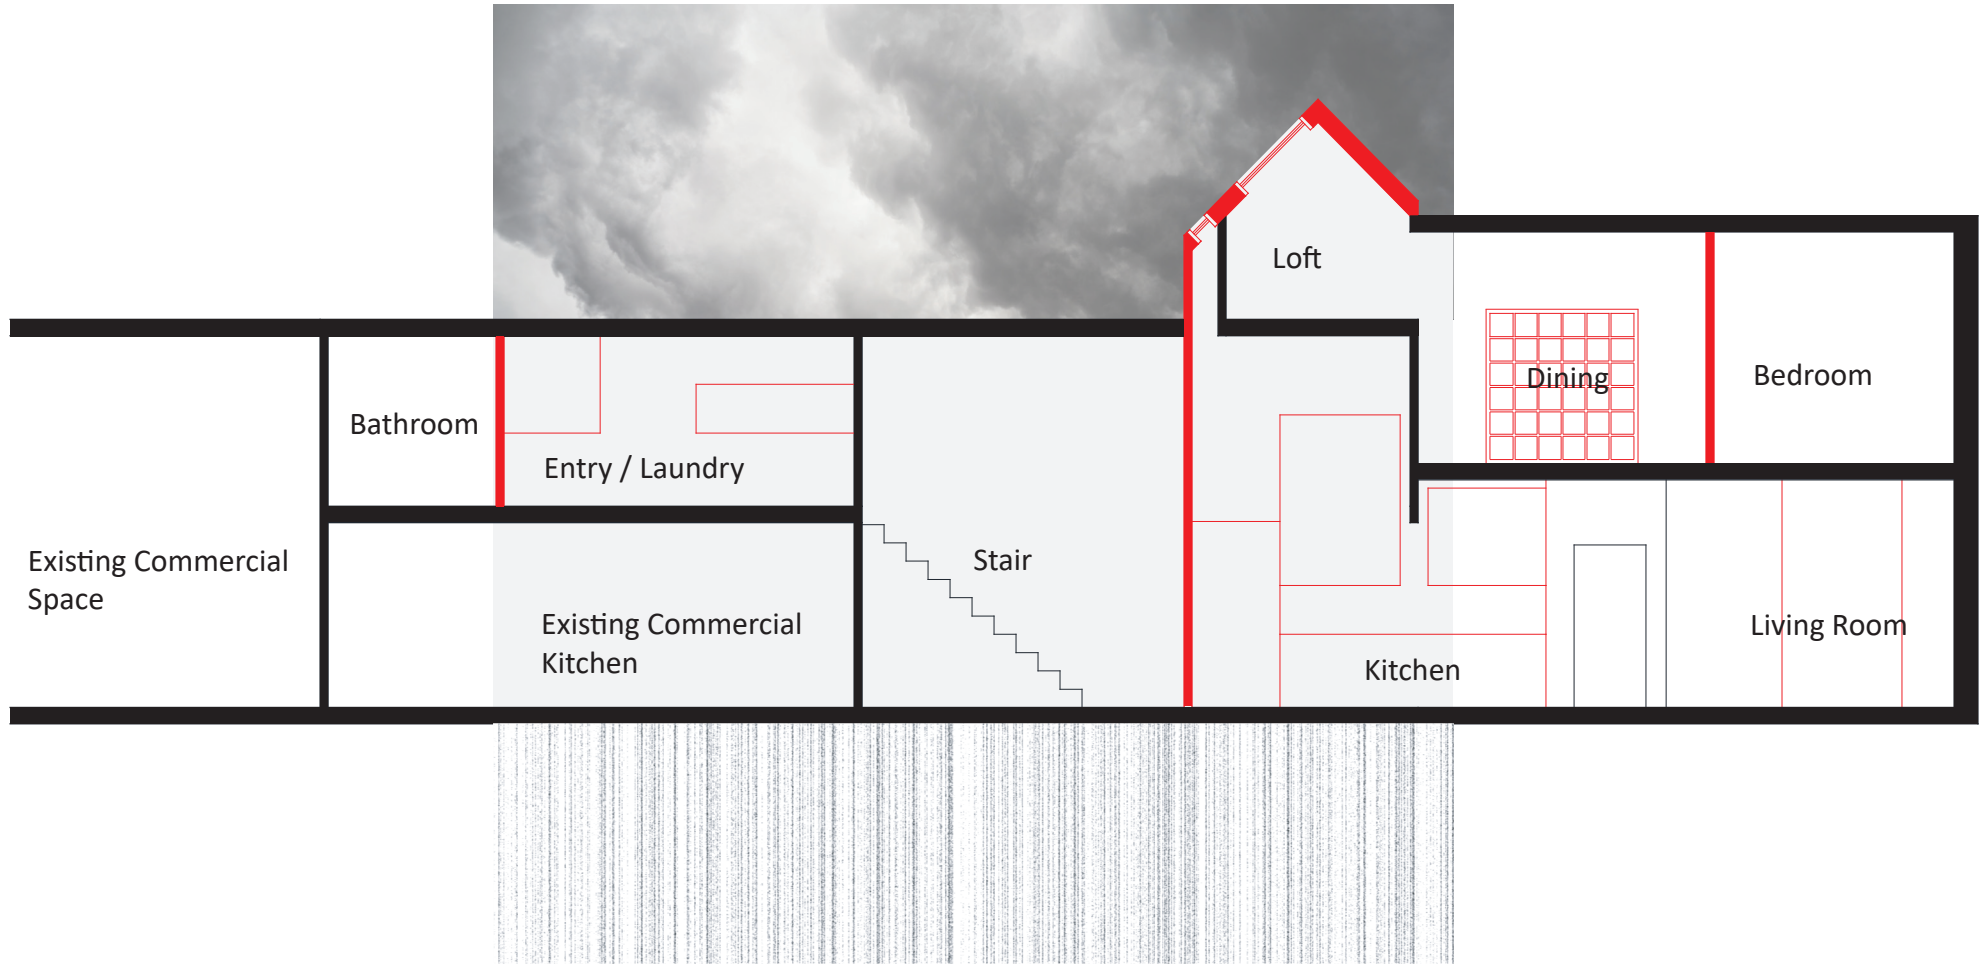 Loft
Dining
Bedroom
Bathroom
Entry / Laundry
Existing Commercial
Space
Stair
Existing Commercial
Kitchen
Living Room
Kitchen